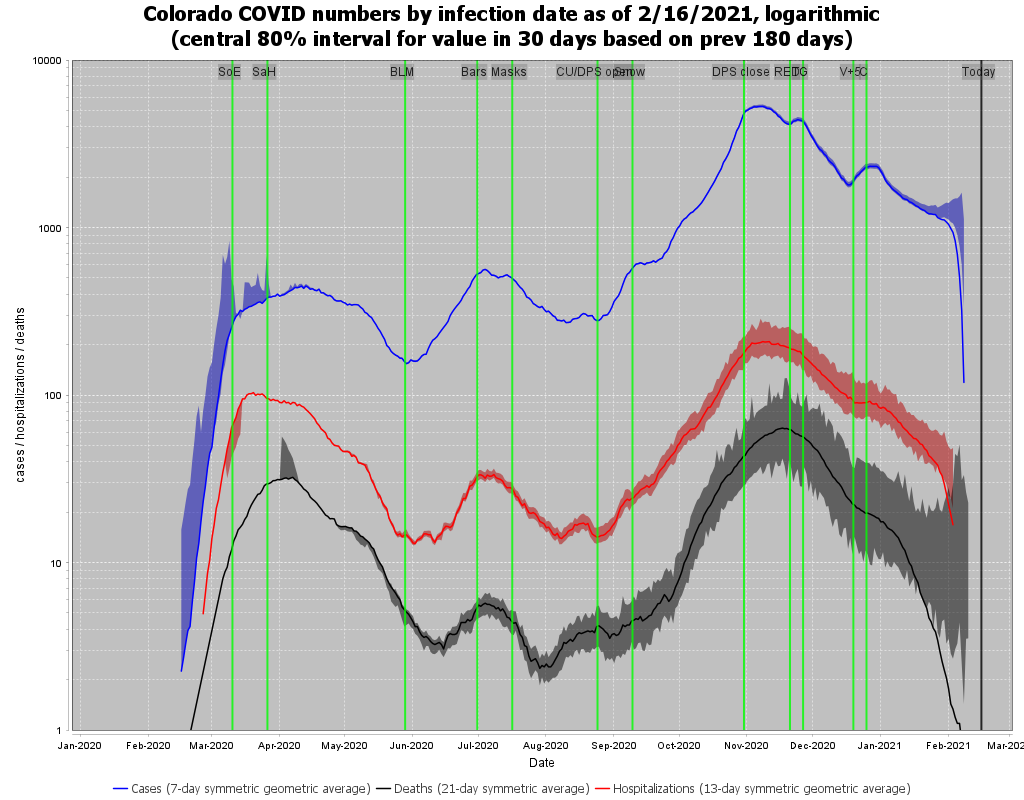 Colorado COVID numbers by infection date as of 2/16/2021, logarithmic
(central 80% interval for value in 30 days based on prev 180 days)
10000
SoE SaH BLM Bars Masks CU/DPS open Snow DPS close RED TG V+5C Today
1000
100
10
1
cases / hospitalizations / deaths
Jan-2020 Feb-2020 Mar-2020 Apr-2020 May-2020 Jun-2020 Jul-2020 Aug-2020 Sep-2020 Oct-2020 Nov-2020 Dec-2020 Jan-2021 Feb-2021 Mar-202
Date
Cases (7-day symmetric geometric average) Deaths (21-day symmetric average) Hospitalizations (13-day symmetric geometric average)